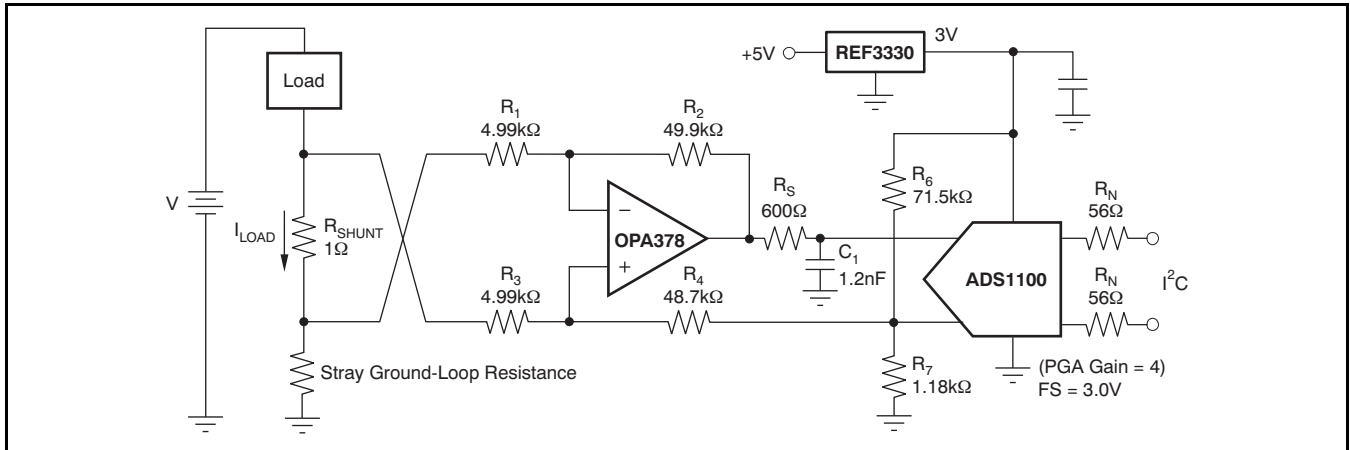 3V
+5V
REF3330
Load
R1
4.99kΩ
R2
49.9kΩ
R6
71.5kΩ
RS
600Ω
RN
56Ω
V
ILOAD
RSHUNT
1Ω
−
OPA378
+
C1
1.2nF
ADS1100
I²C
R3
4.99kΩ
R4
48.7kΩ
RN
56Ω
Stray Ground-Loop Resistance
R7
1.18kΩ
(PGA Gain = 4)
FS = 3.0V